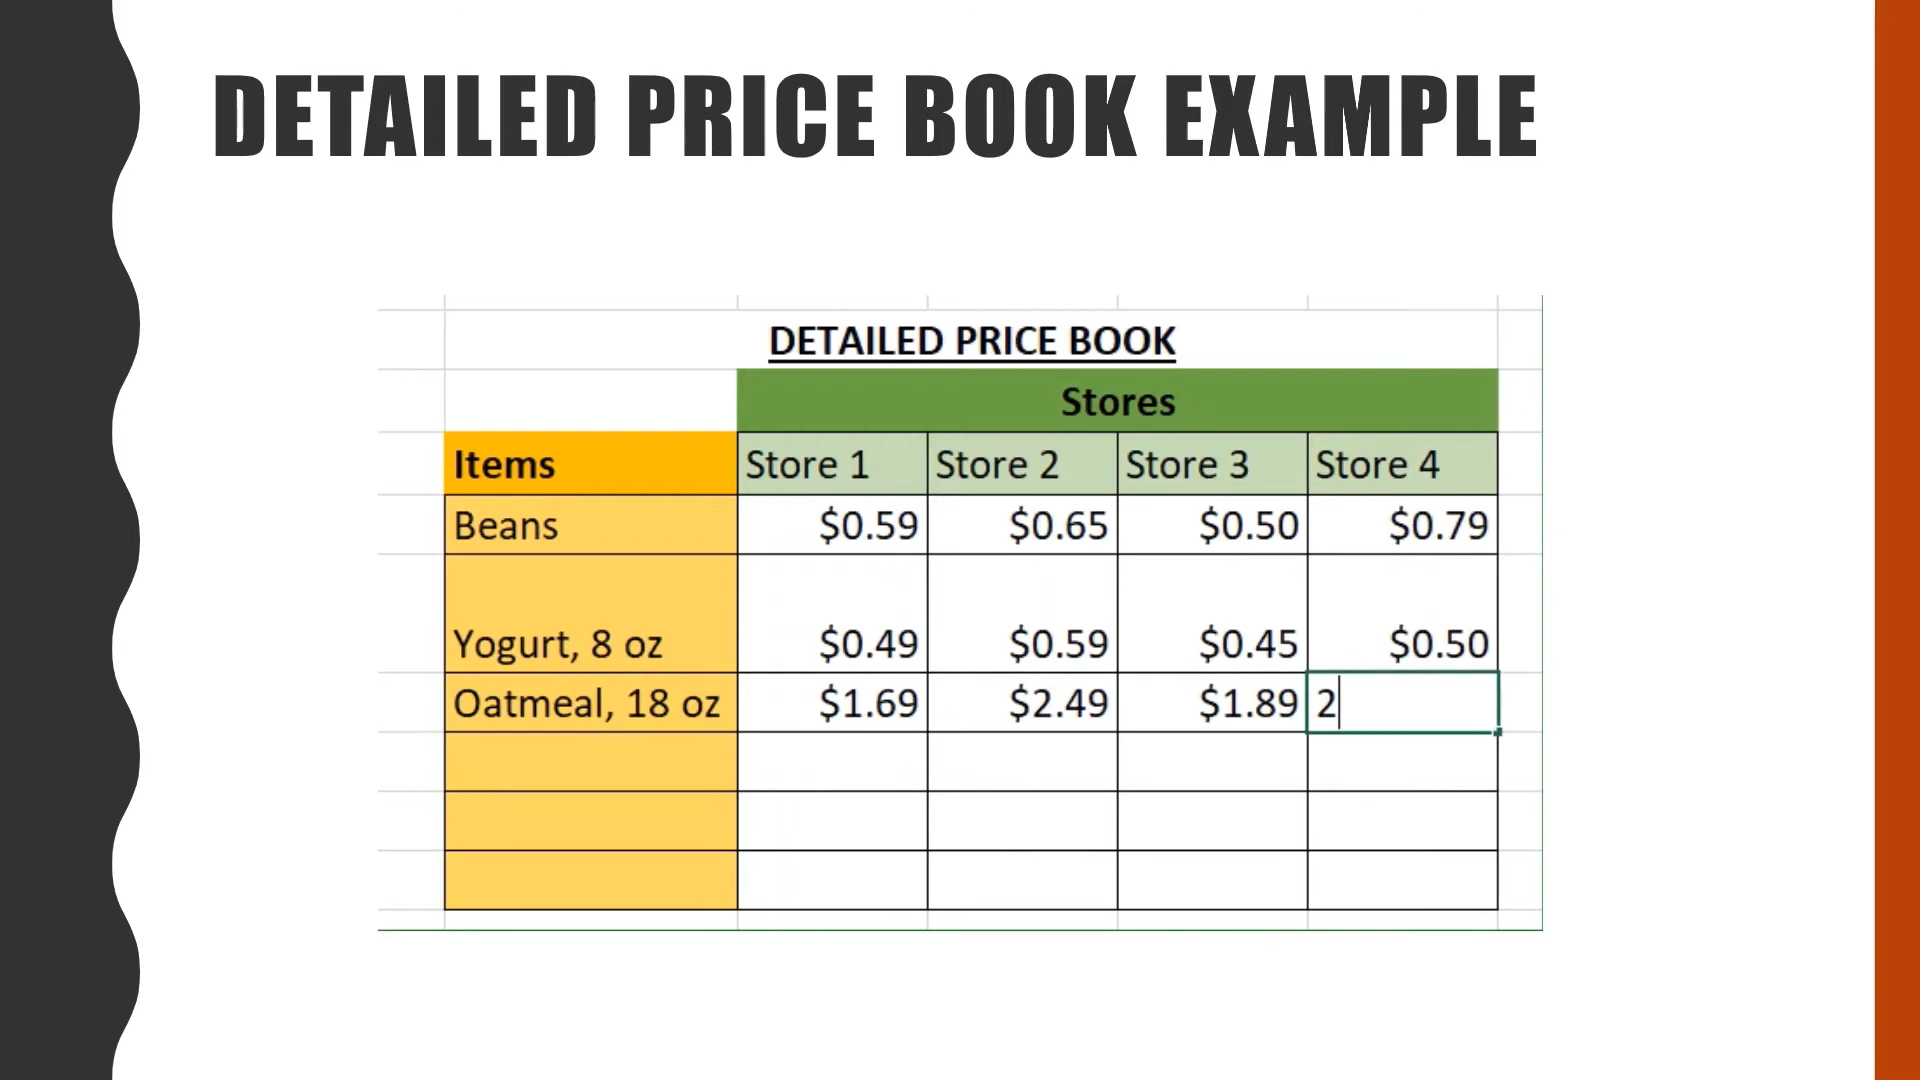 DETAILED PRICE BOOK EXAMPLE
DETAILED PRICE BOOK
Stores
Items Store 1 Store 2 Store 3 Store 4
Beans $0.59 $0.65 $0.50 $0.79
Yogurt, 8 oz $0.49 $0.59 $0.45 $0.50
Oatmeal, 18 oz $1.69 $2.49 $1.89 2